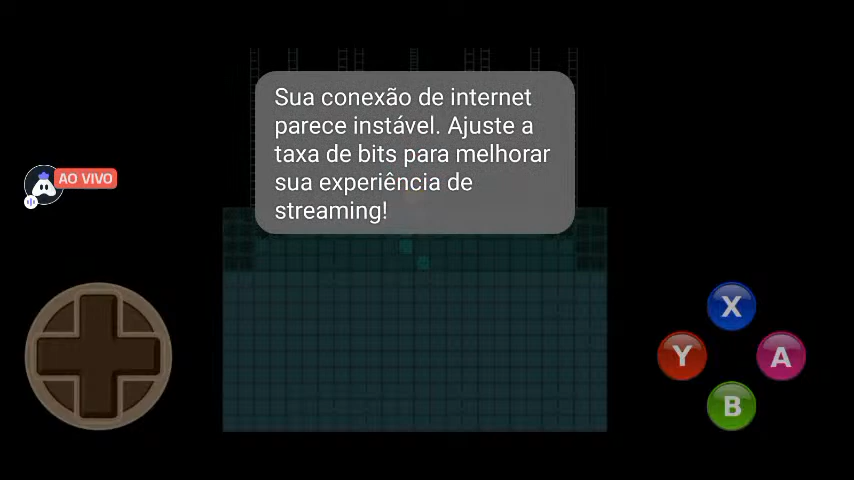 Sua conexão de internet
parece instável. Ajuste a
taxa de bits para melhorar
sua experiência de
streaming!
AO VIVO
X
Y
A
B